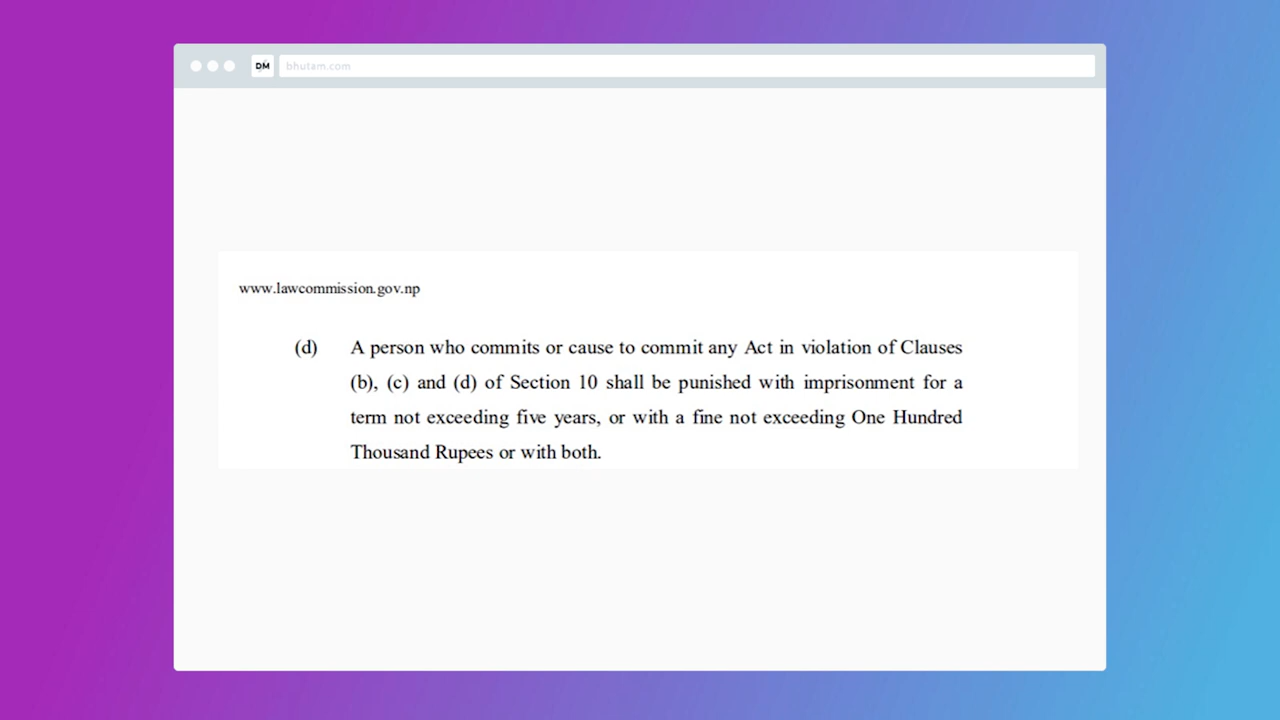 DM bhutam.com
www.lawcommission.gov.np
(d) A person who commits or cause to commit any Act in violation of Clauses
(b), (c) and (d) of Section 10 shall be punished with imprisonment for a
term not exceeding five years, or with a fine not exceeding One Hundred
Thousand Rupees or with both.